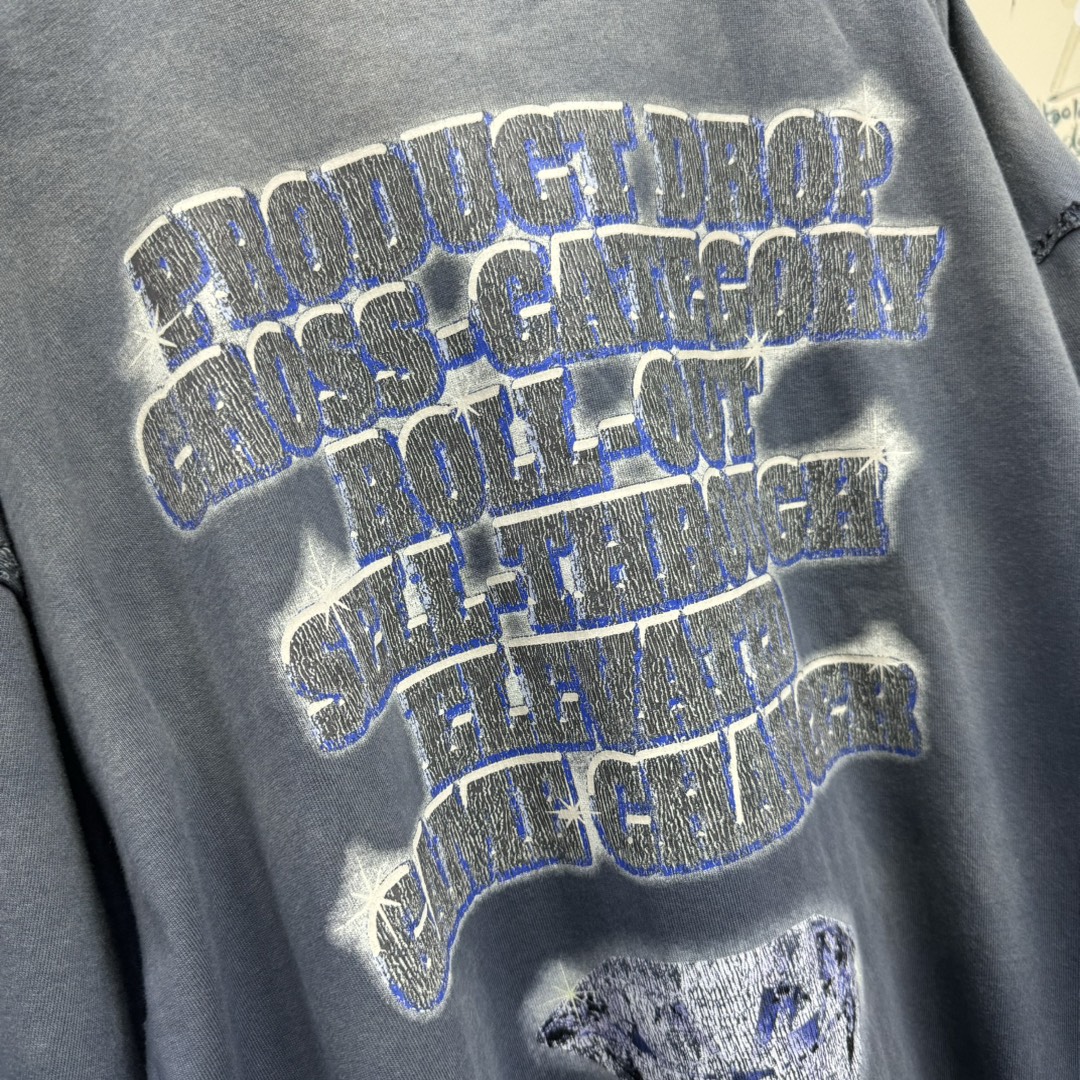 PRODUCT DROP
CROSS-CATEGORY
ROLL-OUT
SELL-THROUGH
ELEVATED
GAME CHANGER